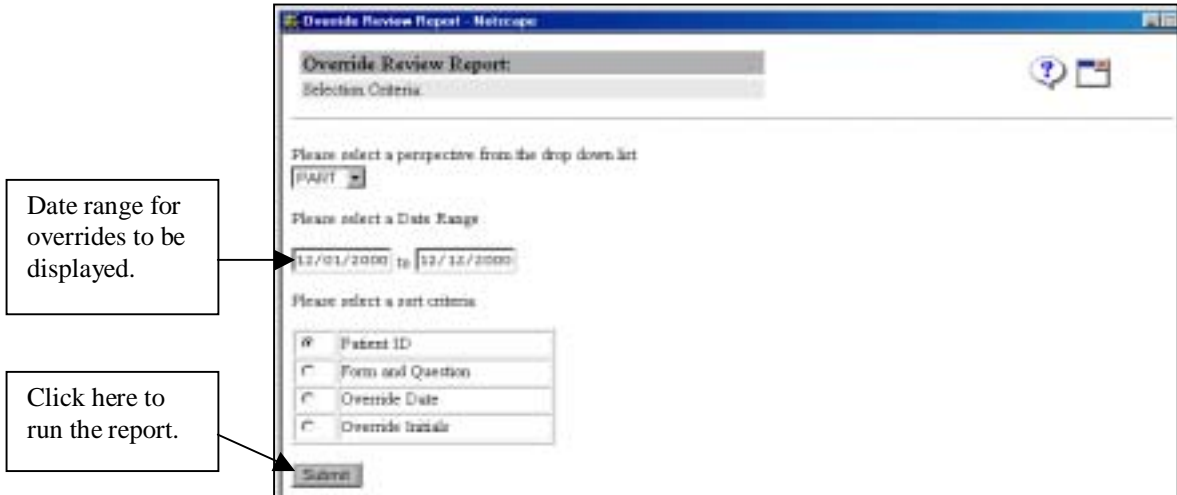 Override Review Report - Netscape
Override Review Report:
Selection Criteria
Please select a perspective from the drop down list
PART
Date range for
overrides to be
displayed.
Please select a Date Range
12/01/2000 to 12/12/2000
Please select a sort criteria
Patient ID
Form and Question
Override Date
Override Initials
Click here to
run the report.
Submit